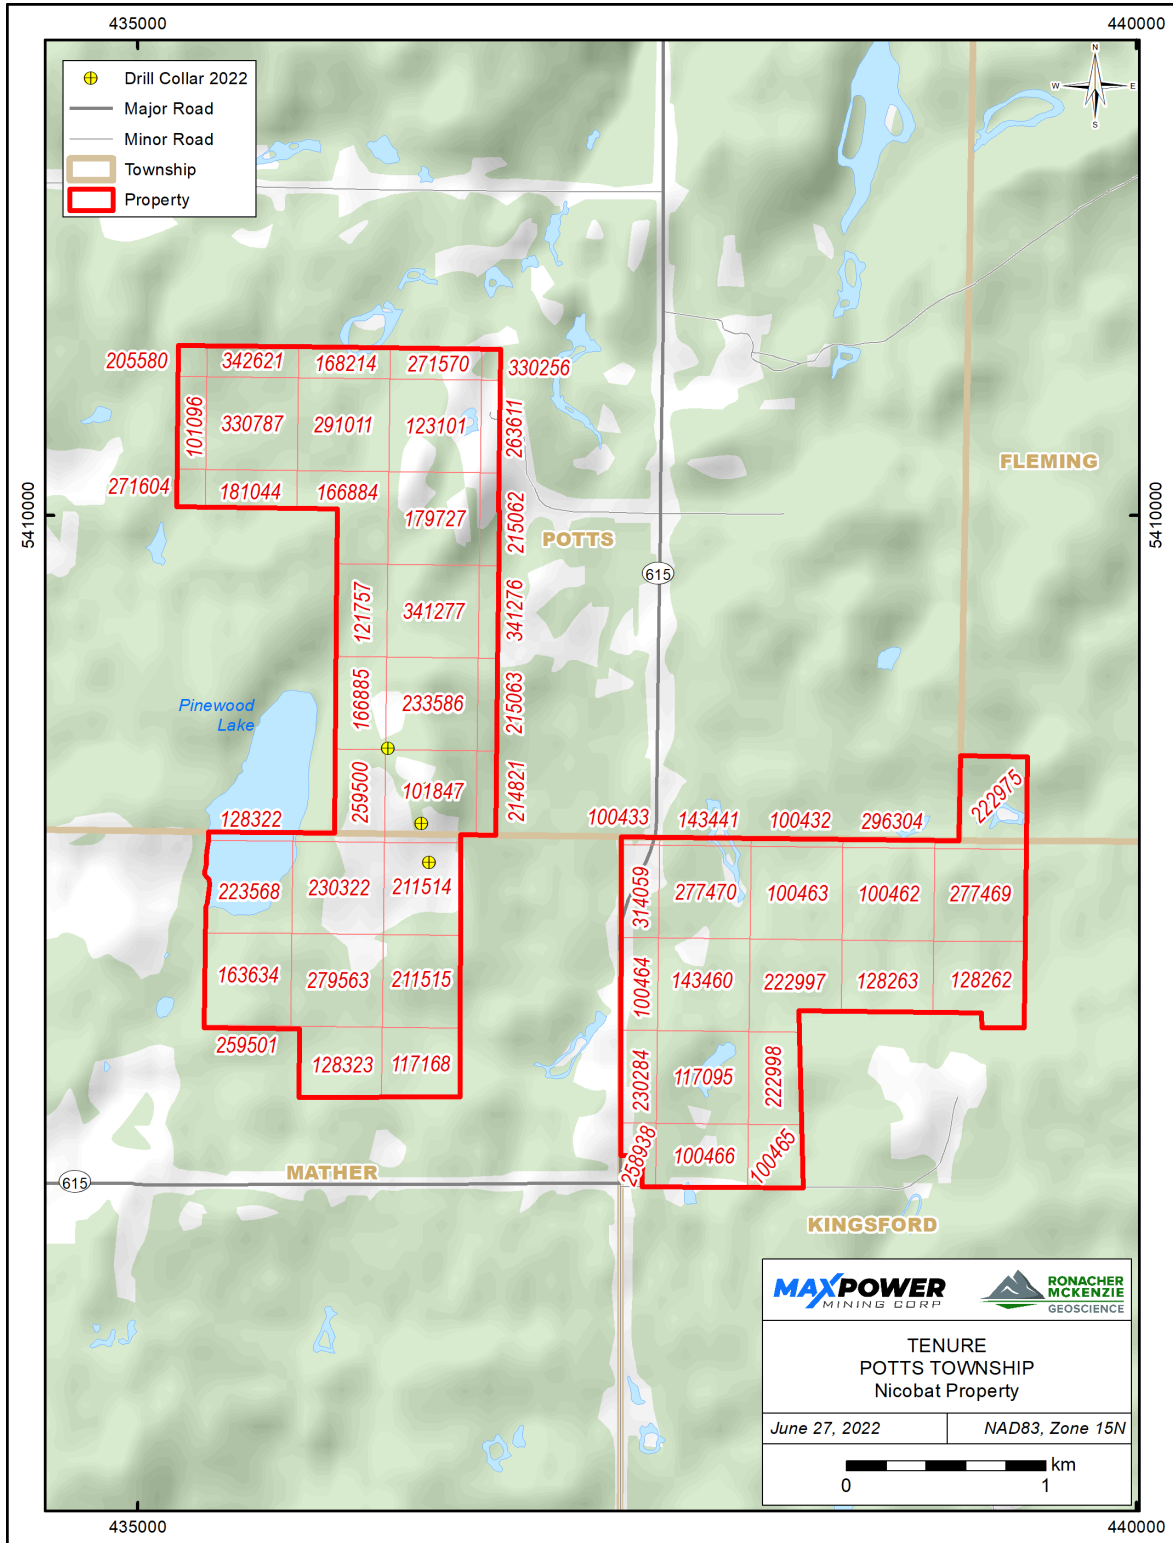 435000
440000
N
W
E
S
Drill Collar 2022
Major Road
Minor Road
Township
Property
205580
342621
168214
271570
330256
101096
330787
291011
123101
263611
271604
181044
166884
179727
215062
FLEMING
5410000
5410000
POTTS
615
121757
341277
341276
166885
233586
215063
Pinewood
Lake
259500
101847
214821
222975
128322
100433
143441
100432
296304
223568
230322
211514
314059
277470
100463
100462
277469
163634
279563
211515
100464
143460
222997
128263
128262
259501
128323
117168
230284
117095
222998
258938
100466
100465
MATHER
615
KINGSFORD
MAXPOWER
MINING CORP
RONACHER
MCKENZIE
GEOSCIENCE
TENURE
POTTS TOWNSHIP
Nicobat Property
June 27, 2022
NAD83, Zone 15N
km
0
1
435000
440000